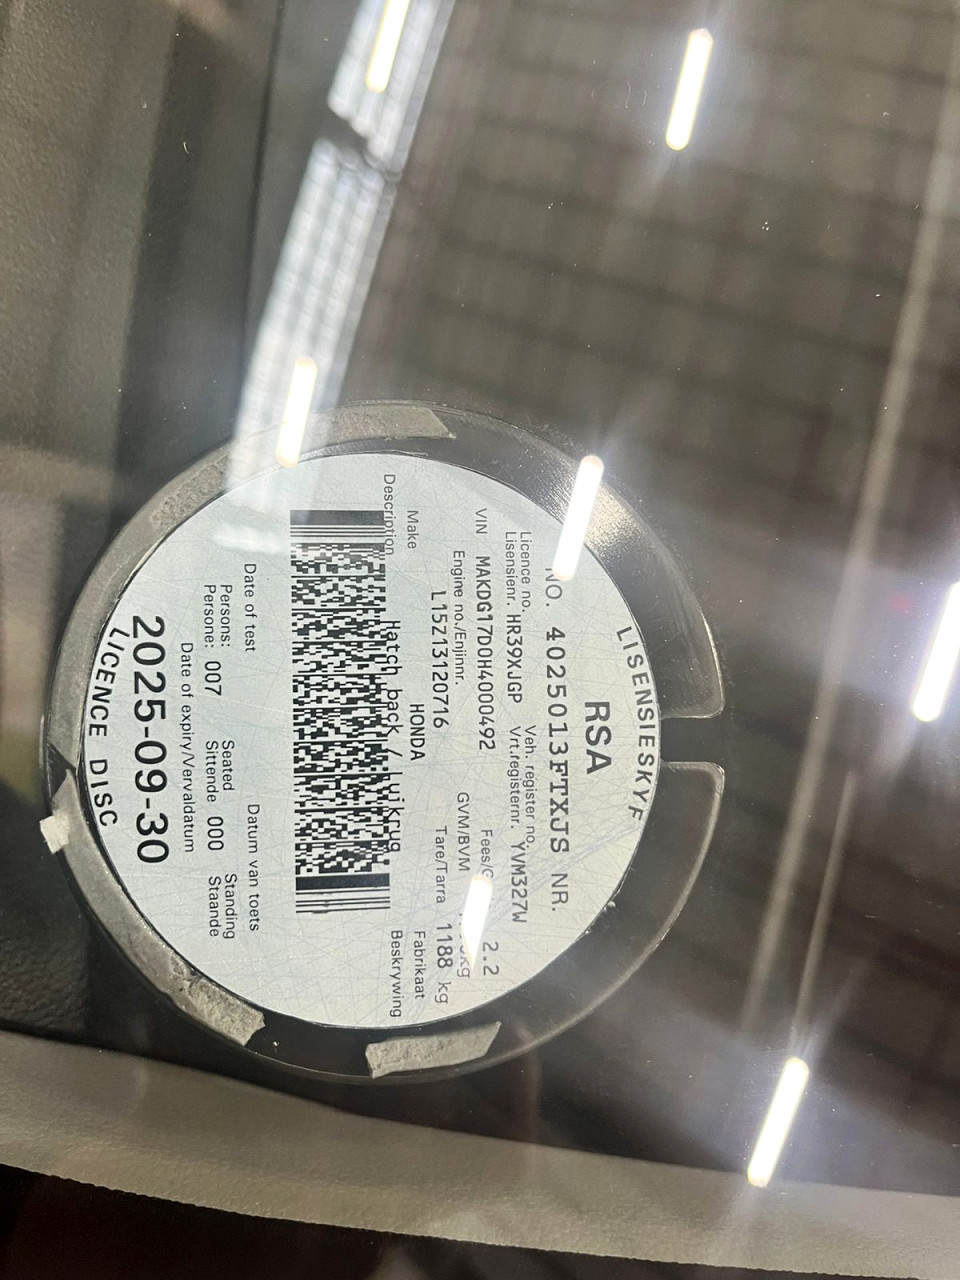 LISENSIESKYF
RSA
NO. 4025013FTXJS NR.
Licence no. Veh. register no.
Lisensienr. HR39XJGP Vrt.registernr. YVM327W
VIN MAKDG17OOH4000492 2.2
Engine no./Enjinnr. GVM/BVM kg
L15Z13120716 Tare/Tarra 1188 kg
Make HONDA Fabrikaat
Description Hatch back / luikrug Beskrywing
Date of test Datum van toets
Persons: Seated Standing
Persone: 007 Sittende 000 Staande
Date of expiry/Vervaldatum
2025-09-30
LICENCE DISC